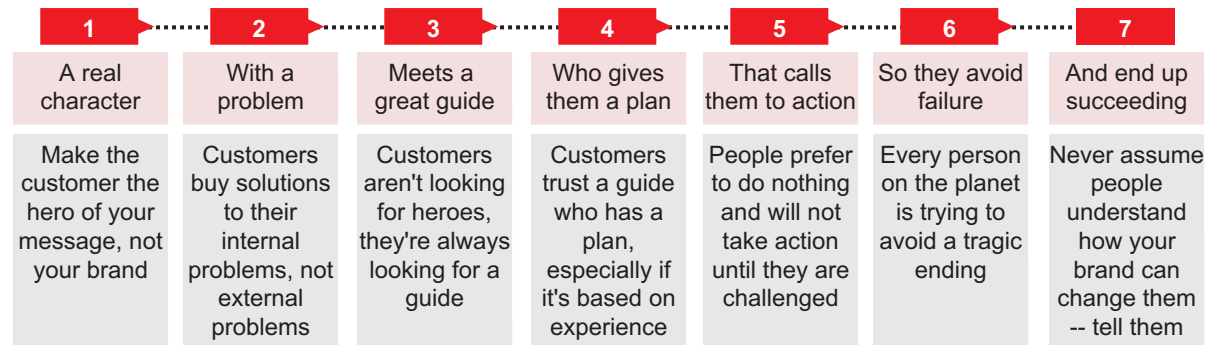 1
2
3
4
5
6
7
A real
character
With a
problem
Meets a
great guide
Who gives
them a plan
That calls
them to action
So they avoid
failure
And end up
succeeding
Make the
customer the
hero of your
message, not
your brand
Customers
buy solutions
to their
internal
problems, not
external
problems
Customers
aren't looking
for heroes,
they're always
looking for a
guide
Customers
trust a guide
who has a
plan,
especially if
it's based on
experience
People prefer
to do nothing
and will not
take action
until they are
challenged
Every person
on the planet
is trying to
avoid a tragic
ending
Never assume
people
understand
how your
brand can
change them
-- tell them